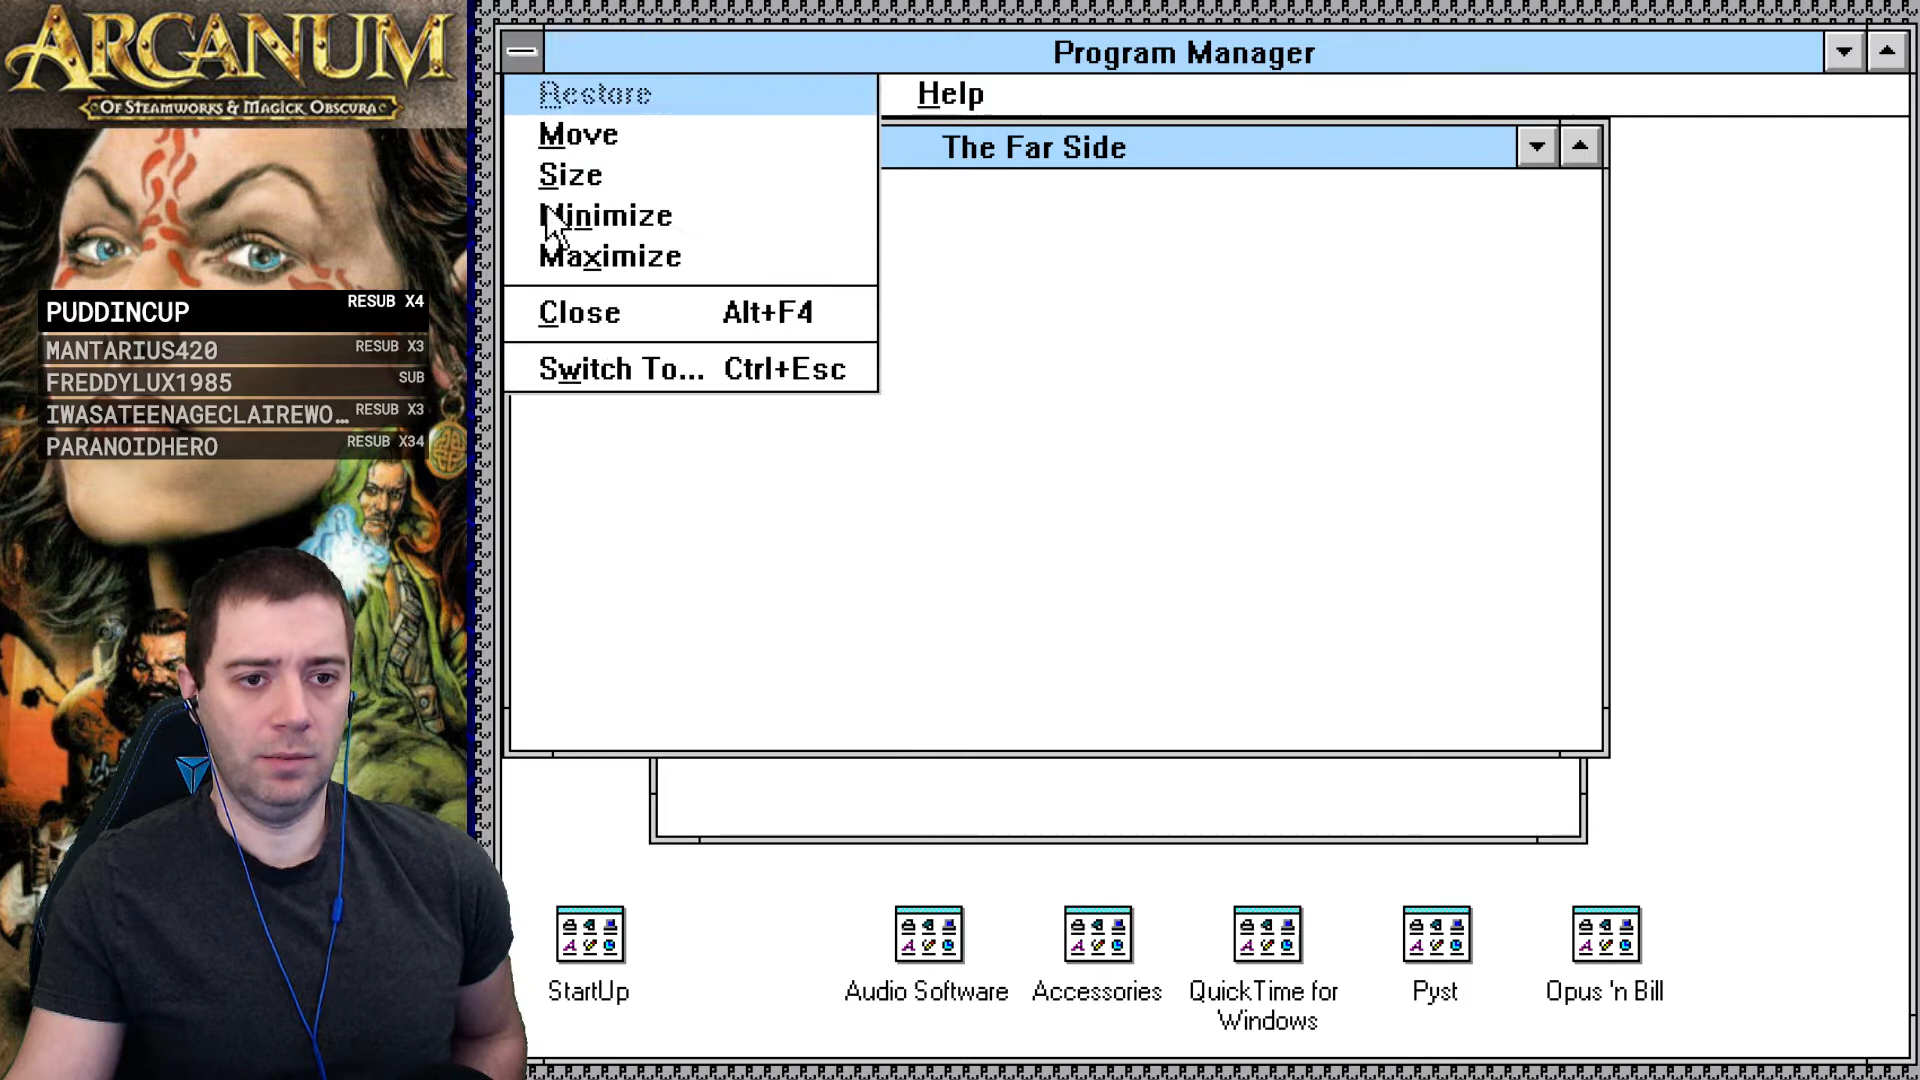 ARCANUM
OF STEAMWORKS & MAGICK OBSCURA
PUDDINCUP RESUB X4
MANTARIUS420 RESUB X3
FREDDYLUX1985 SUB
IWASATEENAGECLAIREWO... RESUB X3
PARANOIDHERO RESUB X34
Program Manager
Help
Restore
Move
Size
Minimize
Maximize
Close Alt+F4
Switch To... Ctrl+Esc
The Far Side
StartUp
Audio Software
Accessories
QuickTime for
Windows
Pyst
Opus 'n Bill